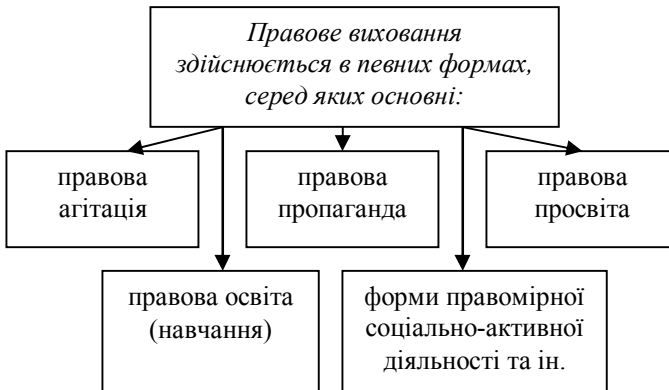 Правове виховання
здійснюється в певних формах,
серед яких основні:
правова
агітація
правова
пропаганда
правова
просвіта
правова освіта
(навчання)
форми правомірної
соціально-активної
діяльності та ін.